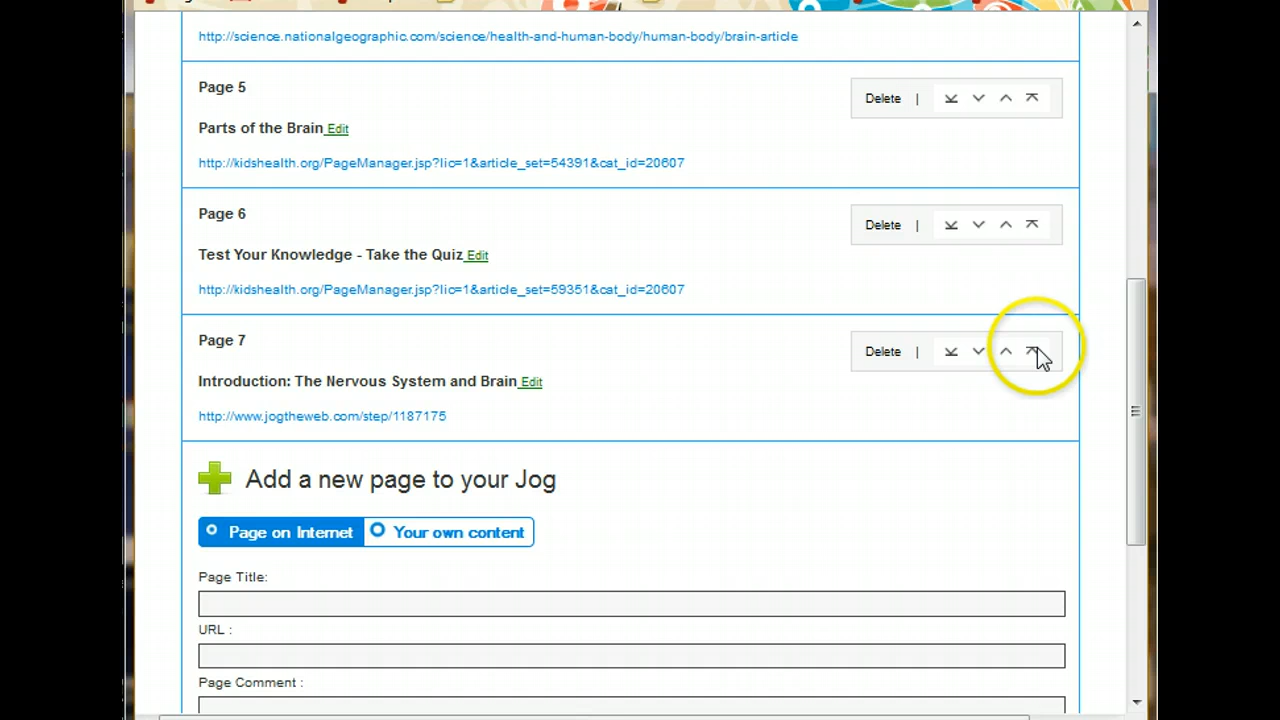 http://science.nationalgeographic.com/science/health-and-human-body/human-body/brain-article
Page 5
Delete |
Parts of the Brain Edit
http://kidshealth.org/PageManager.jsp?lic=1&article_set=54391&cat_id=20607
Page 6
Delete |
Test Your Knowledge - Take the Quiz Edit
http://kidshealth.org/PageManager.jsp?lic=1&article_set=59351&cat_id=20607
Page 7
Delete |
Introduction: The Nervous System and Brain Edit
http://www.jogtheweb.com/step/1187175
Add a new page to your Jog
Page on Internet Your own content
Page Title:
URL :
Page Comment :